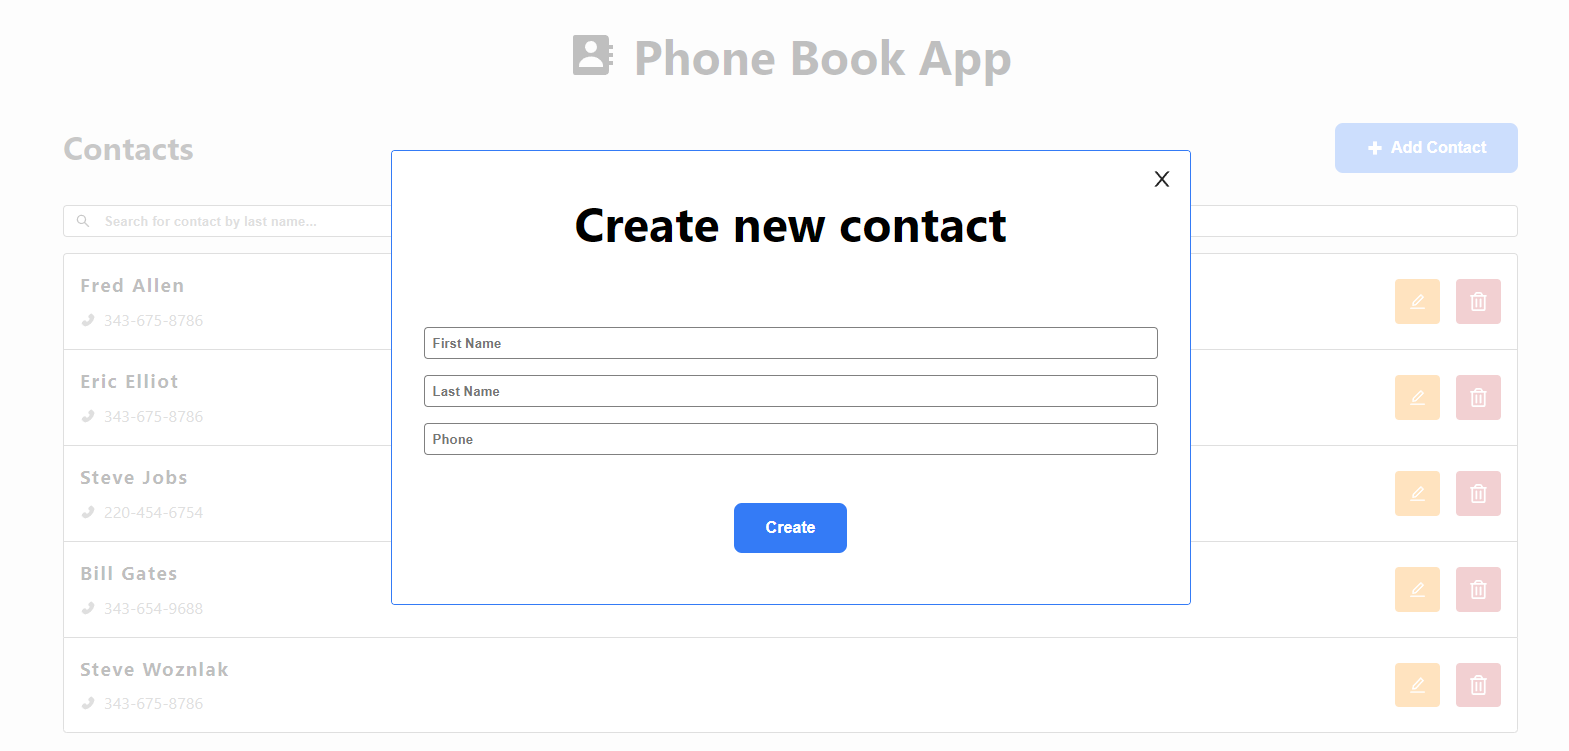 Phone Book App
Contacts
Add Contact
Search for contact by last name...
Fred Allen
343-675-8786
Eric Elliot
343-675-8786
Steve Jobs
220-454-6754
Bill Gates
343-654-9688
Steve Woznlak
343-675-8786
X
Create new contact
First Name
Last Name
Phone
Create